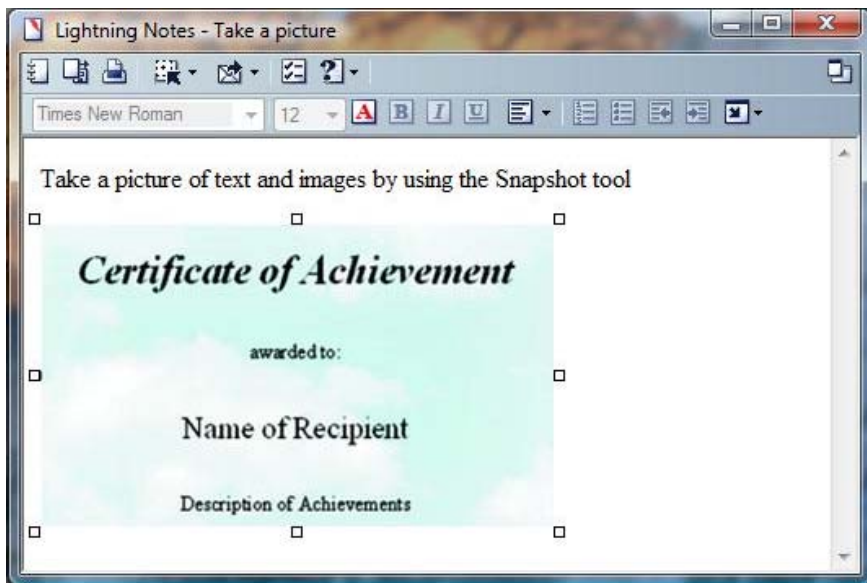 Lightning Notes - Take a picture
Times New Roman 12 A B I U
Take a picture of text and images by using the Snapshot tool
Certificate of Achievement
awarded to:
Name of Recipient
Description of Achievements